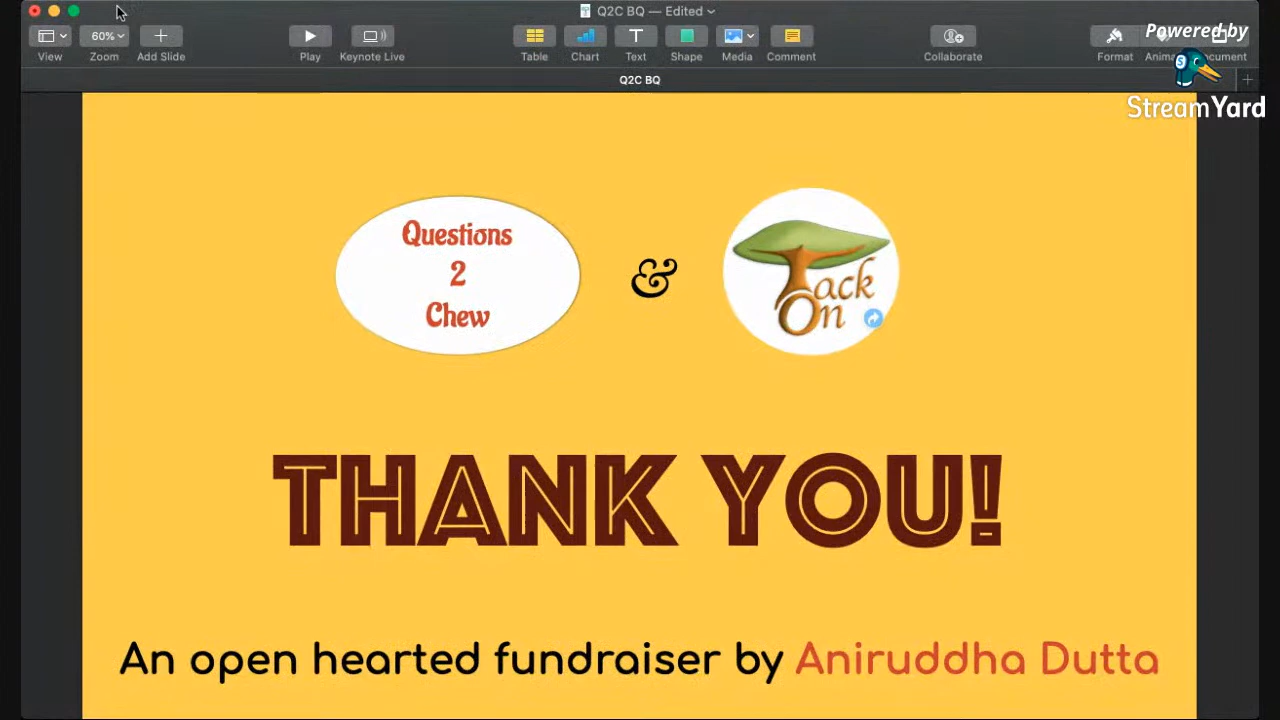 Q2C BQ — Edited
60%
View
Zoom
Add Slide
Play
Keynote Live
Table
Chart
Text
Shape
Media
Comment
Collaborate
Format
Powered by
StreamYard
Q2C BQ
Questions
2
Chew
&
Tack
On
THANK YOU!
An open hearted fundraiser by Aniruddha Dutta